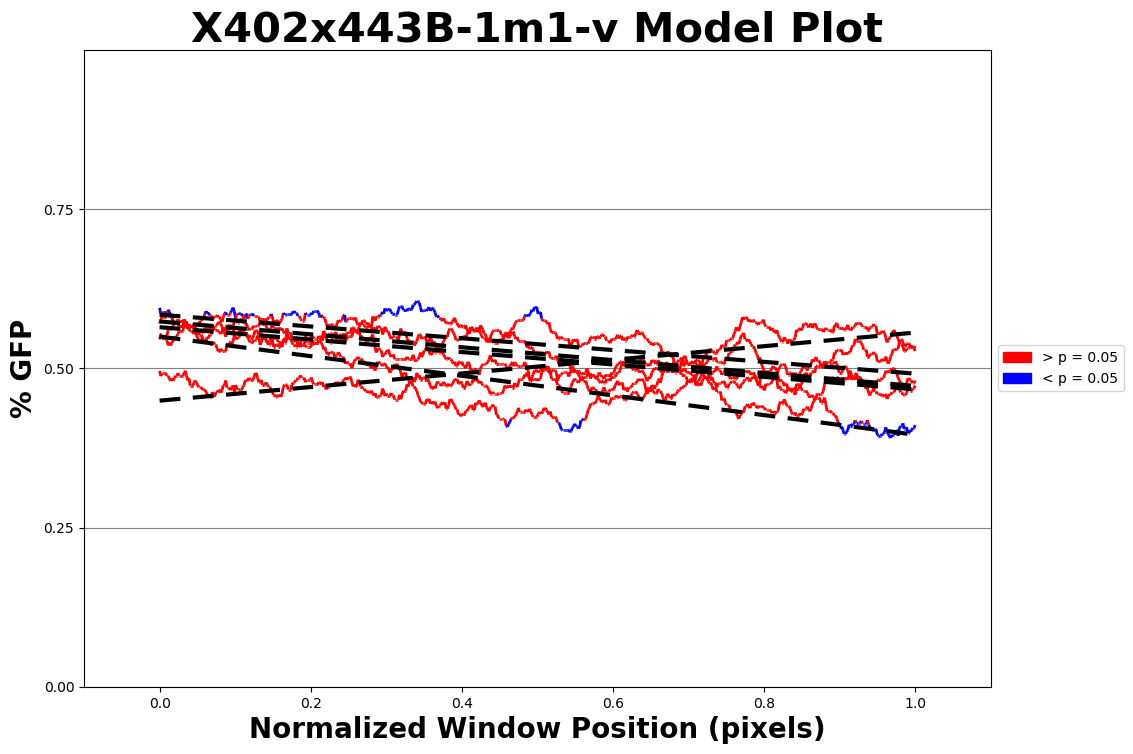 X402x443B-1m1-v Model Plot
% GFP
0.75
0.50
0.25
0.00
0.0 0.2 0.4 0.6 0.8 1.0
Normalized Window Position (pixels)
> p = 0.05
< p = 0.05